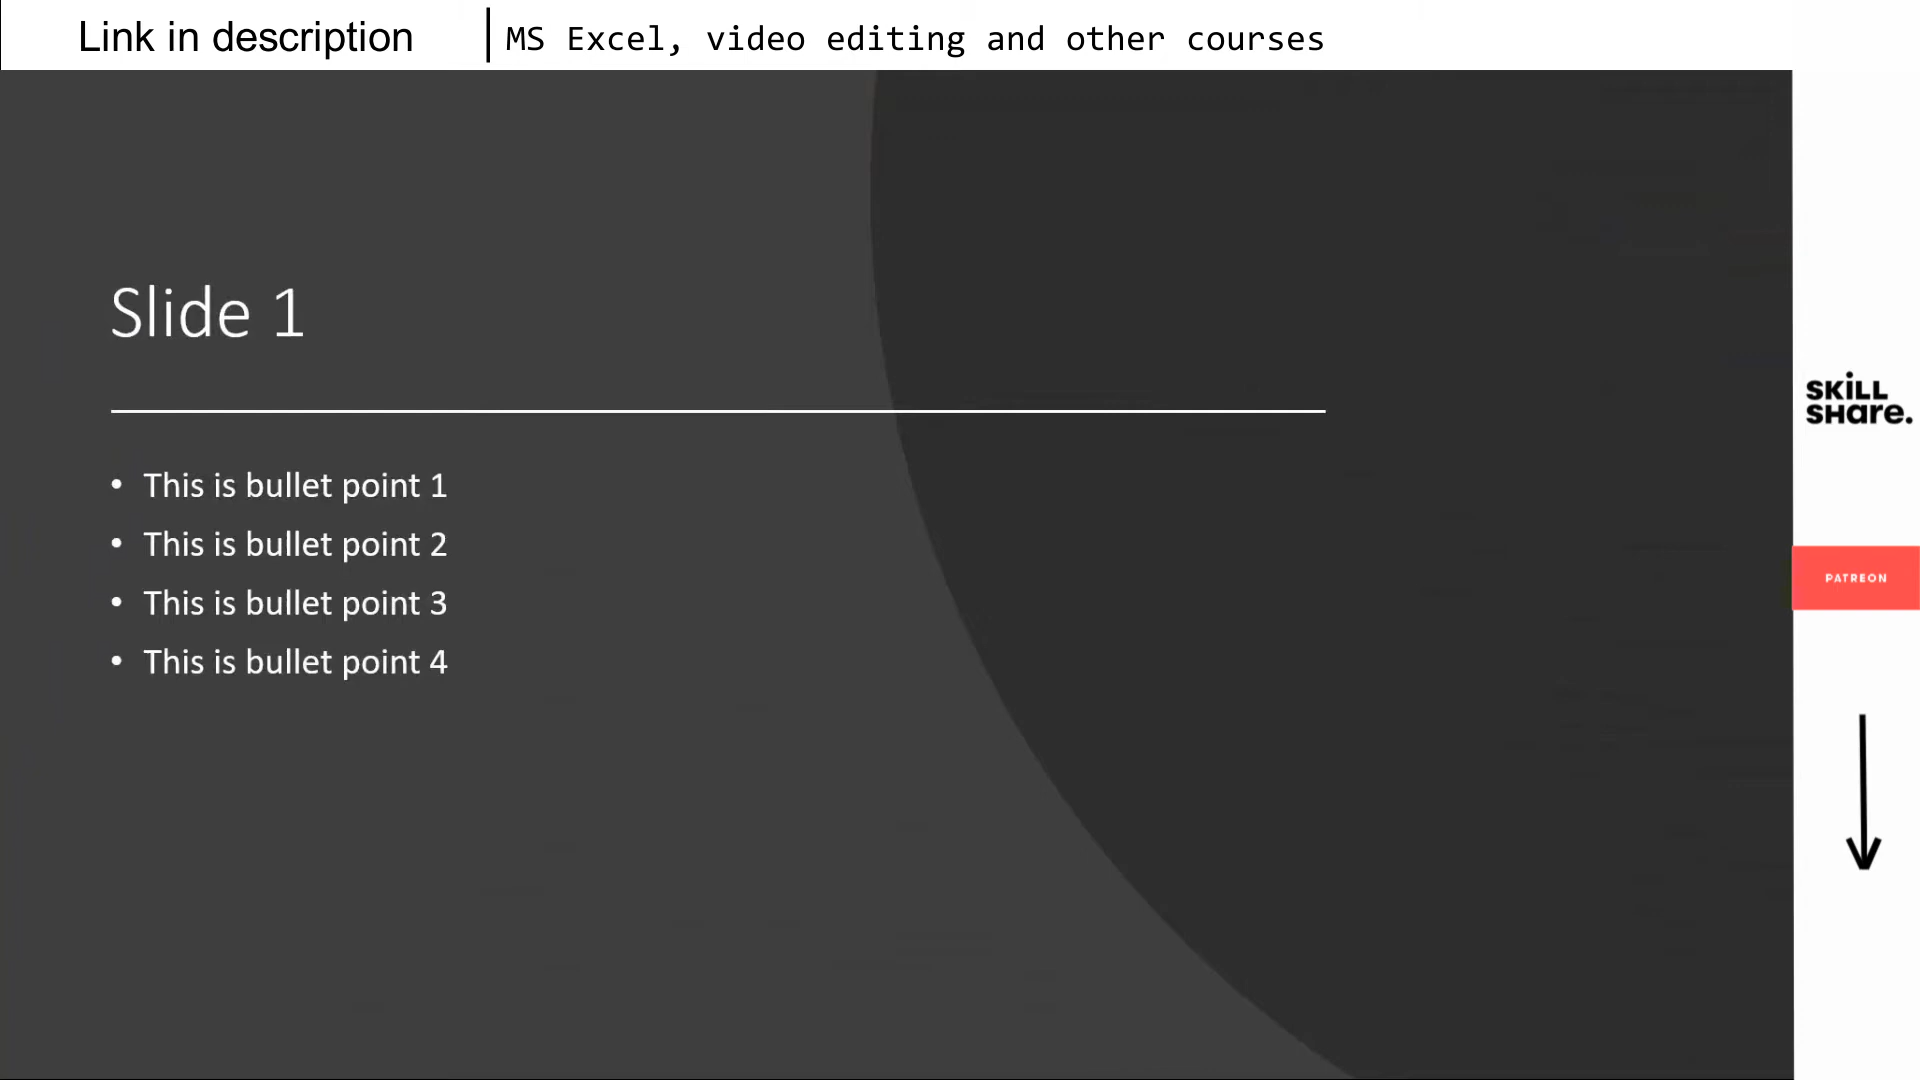 Link in description
MS Excel, video editing and other courses
Slide 1
• This is bullet point 1
• This is bullet point 2
• This is bullet point 3
• This is bullet point 4
SKiLL
SHare.
PATREON